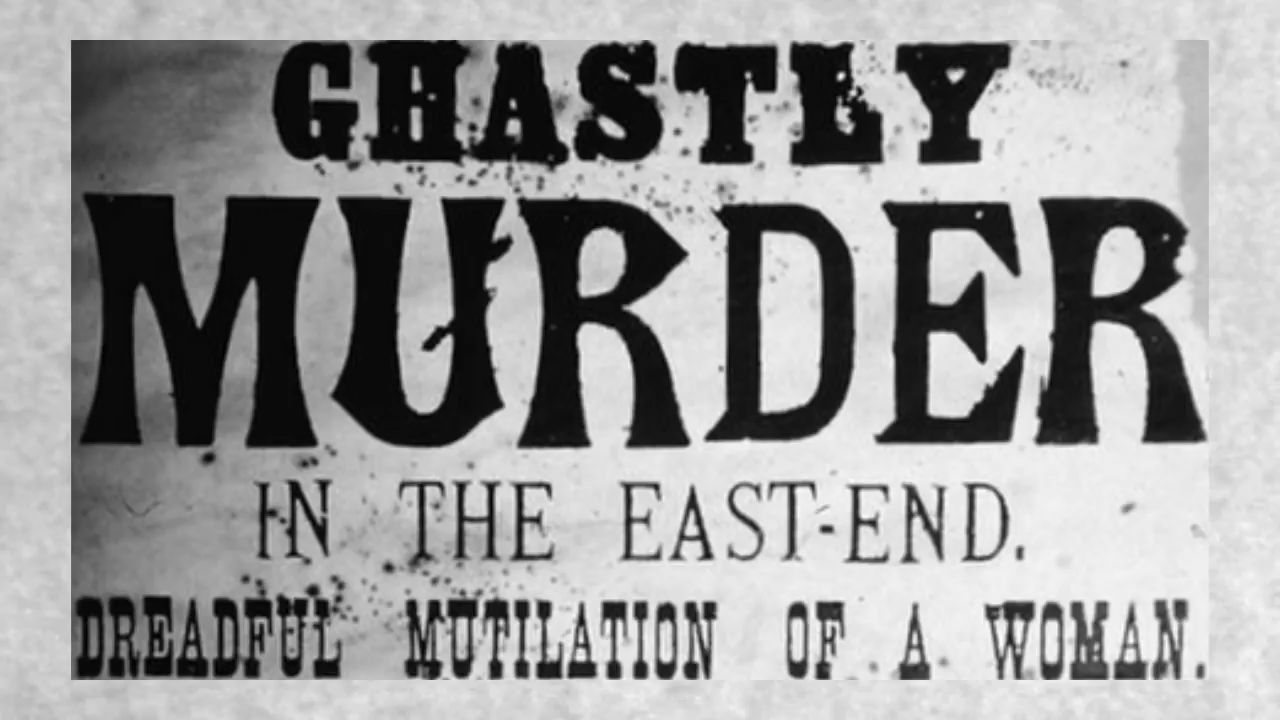 GHASTLY
MURDER
IN THE EAST-END.
DREADFUL MUTILATION OF A WOMAN.